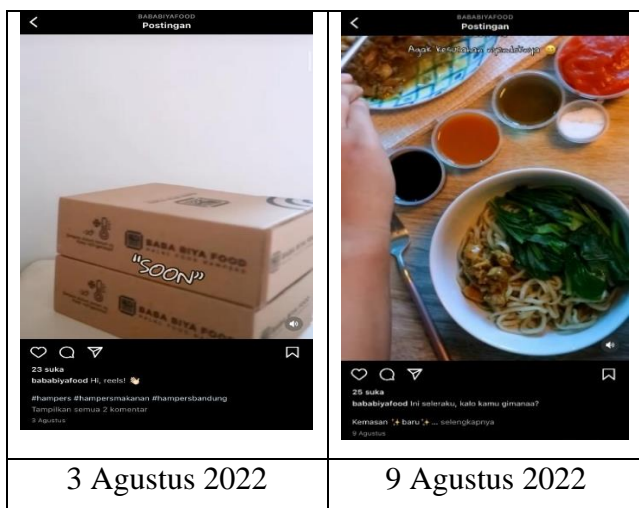 BABABIYAFOOD
Postingan
BABA BIYA FOOD
"SOON"
BABA BIYA FOOD
23 suka
bababiyafood Hi, reels! 👋
#hampers #hampersmakanan #hampersbandung
Tampilkan semua 2 komentar
3 Agustus
3 Agustus 2022
BABABIYAFOOD
Postingan
Agak
25 suka
bababiyafood Ini seleraku, kalo kamu gimanaa?
Kemasan ✨ baru ✨ ... selengkapnya
9 Agustus
9 Agustus 2022